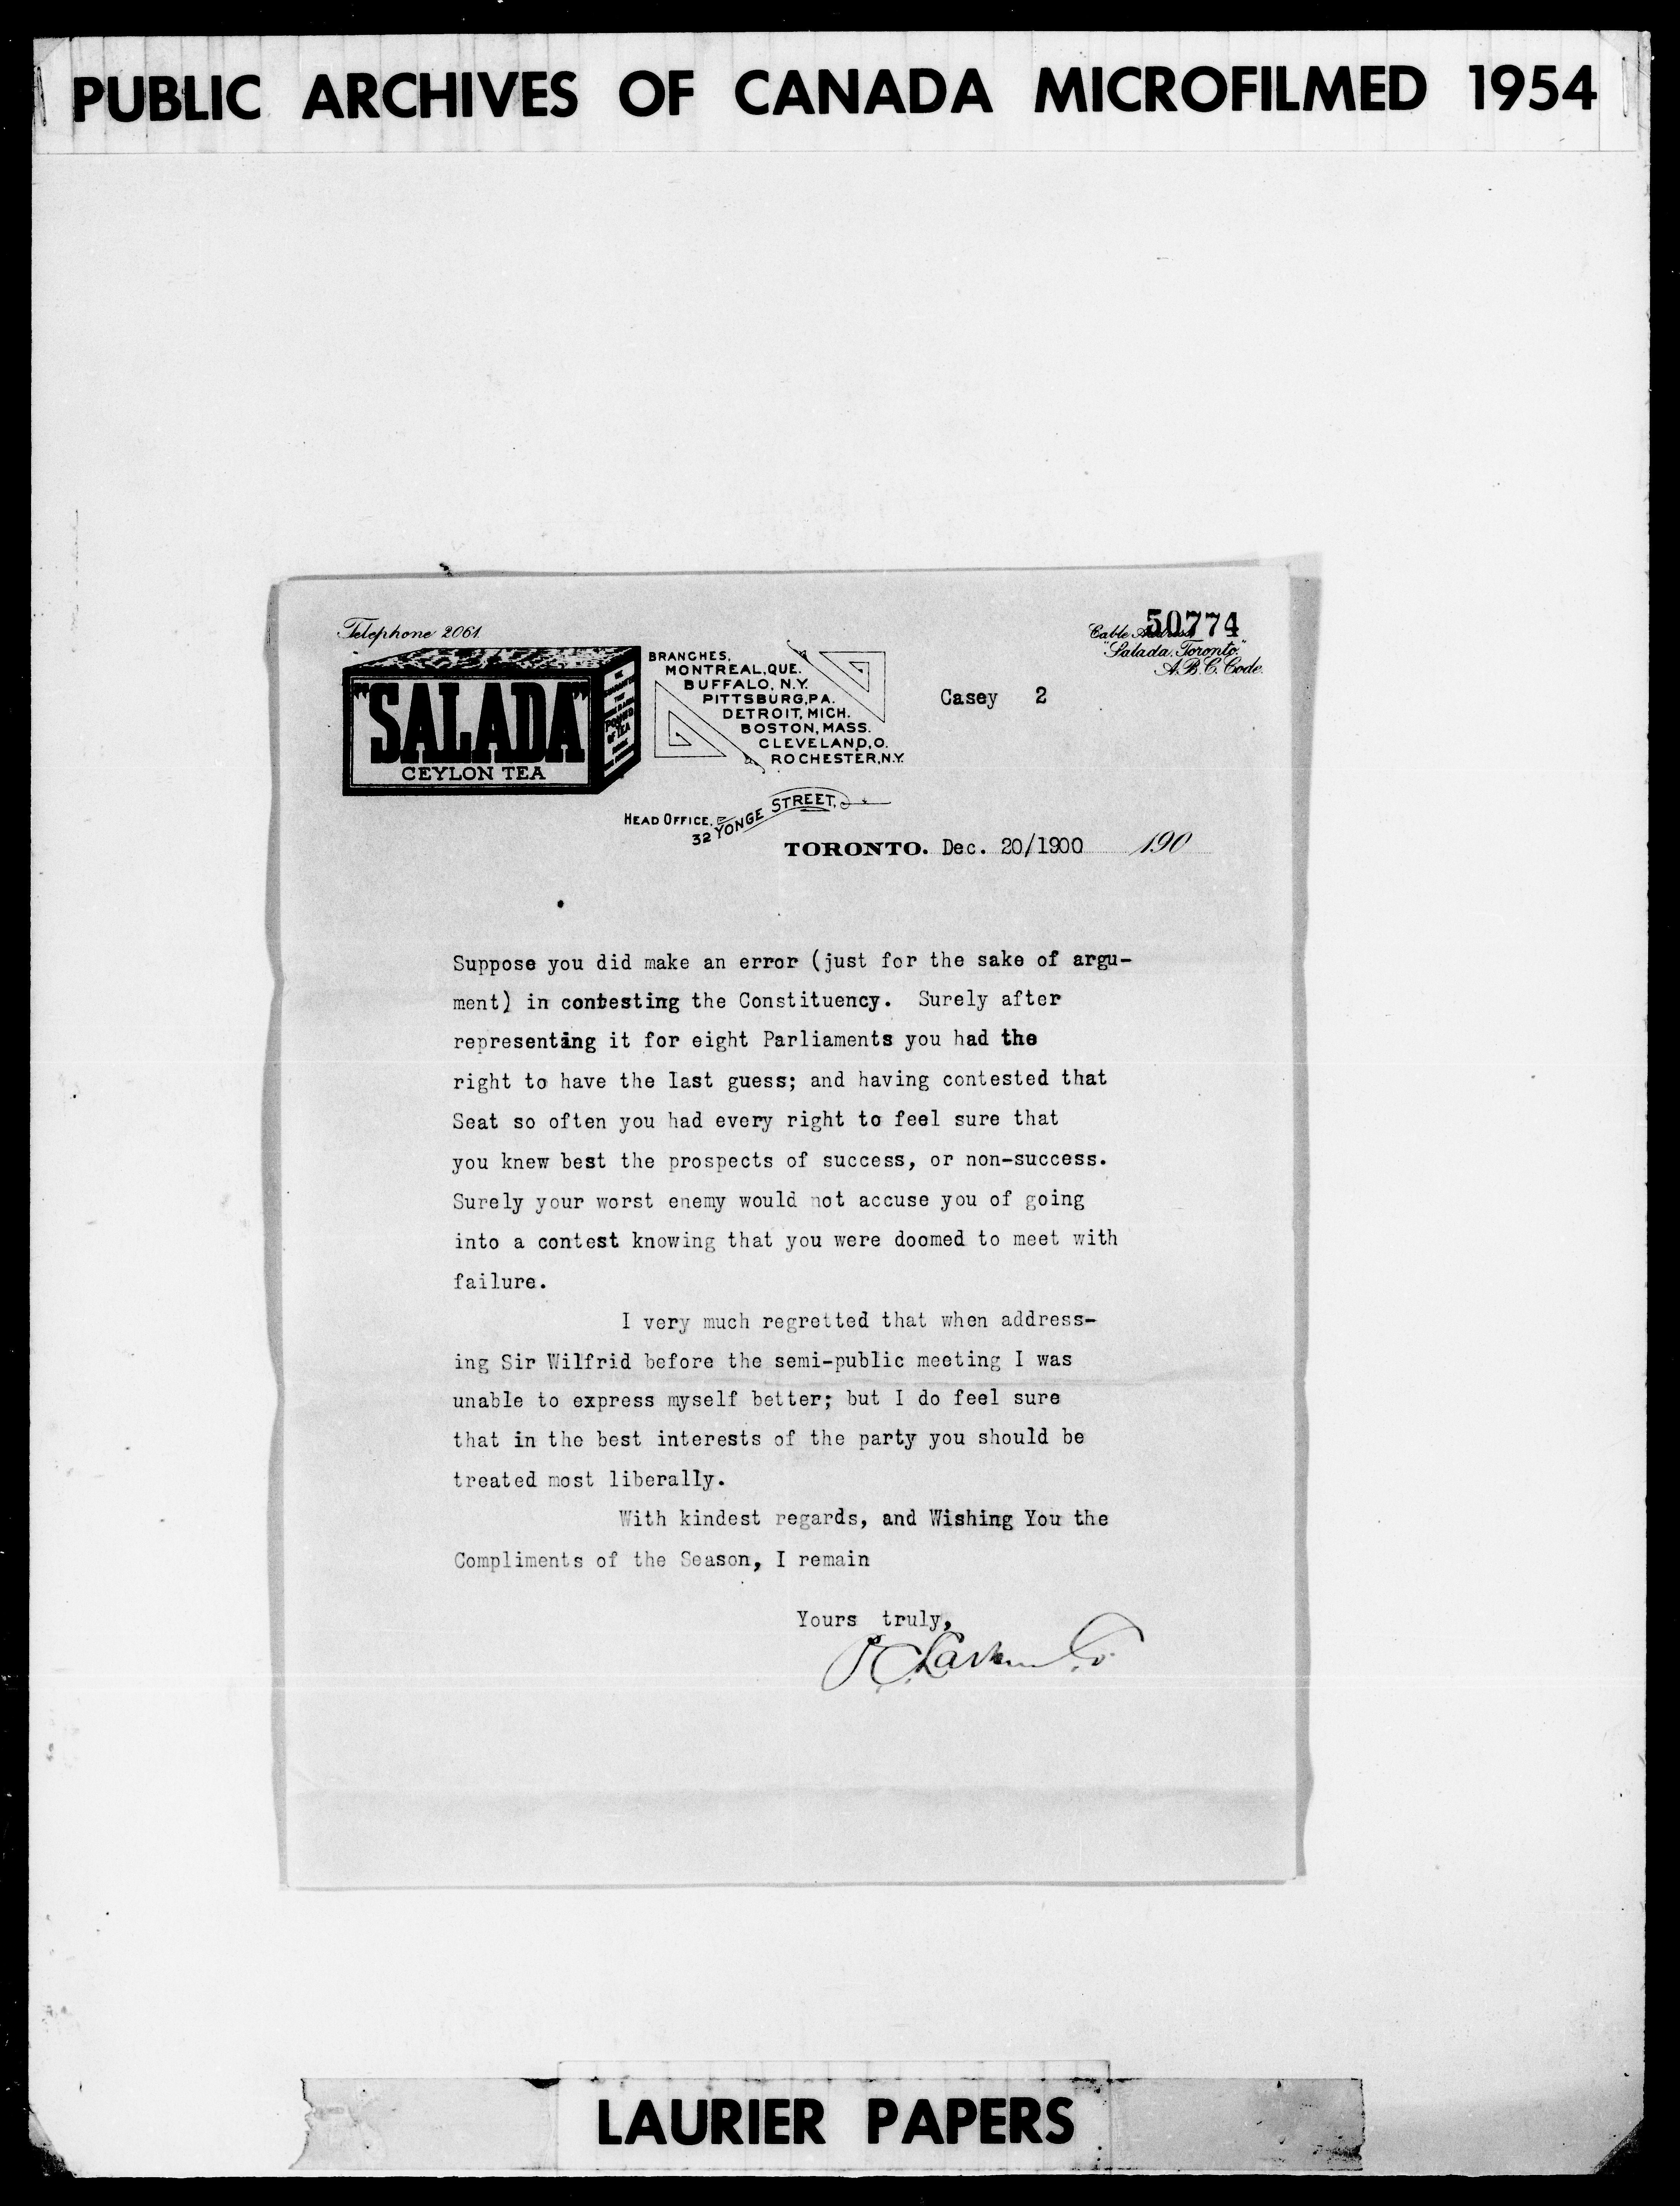 PUBLIC ARCHIVES OF CANADA MICROFILMED 1954
50774
Telephone 2061.
Cable Address,
"Salada, Toronto."
A.B.C. Code.
"SALADA"
CEYLON TEA
BRANCHES,
MONTREAL, QUE.
BUFFALO, N.Y.
PITTSBURG, PA.
DETROIT, MICH.
BOSTON, MASS.
CLEVELAND, O.
ROCHESTER, N.Y.
Casey 2
HEAD OFFICE,
32 YONGE STREET,
TORONTO. Dec. 20/1900 190
Suppose you did make an error (just for the sake of argu-
ment) in contesting the Constituency. Surely after
representing it for eight Parliaments you had the
right to have the last guess; and having contested that
Seat so often you had every right to feel sure that
you knew best the prospects of success, or non-success.
Surely your worst enemy would not accuse you of going
into a contest knowing that you were doomed to meet with
failure.
I very much regretted that when address-
ing Sir Wilfrid before the semi-public meeting I was
unable to express myself better; but I do feel sure
that in the best interests of the party you should be
treated most liberally.
With kindest regards, and Wishing You the
Compliments of the Season, I remain
Yours truly,
P.C. Larkin
LAURIER PAPERS